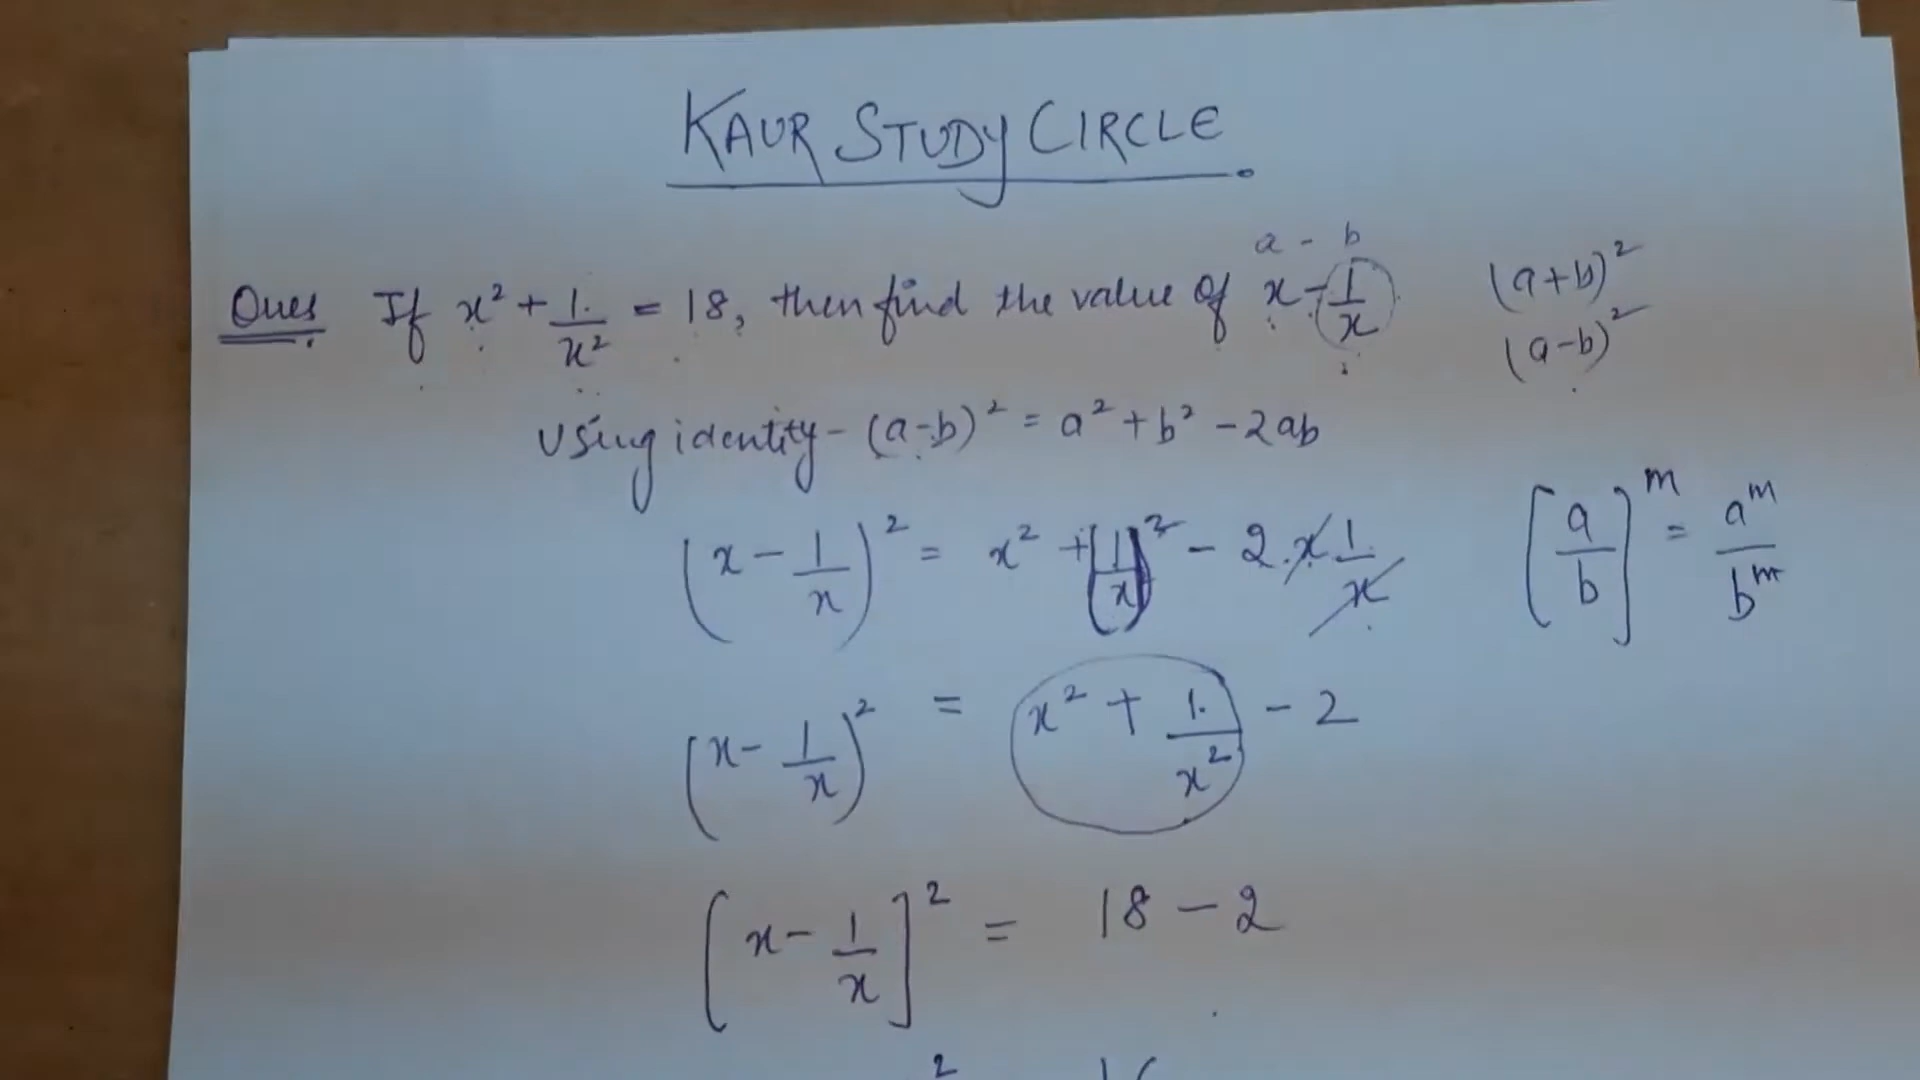 KAUR STUDY CIRCLE
a - b
Ques If x² + 1/x² = 18, then find the value of x - 1/x
(a+b)²
(a-b)²
Using identity - (a-b)² = a² + b² - 2ab
(x - 1/x)² = x² + (1/x)² - 2.x 1/x
[a/b]^m = a^m/b^m
(x - 1/x)² = x² + 1/x² - 2
[x - 1/x]² = 18 - 2
2